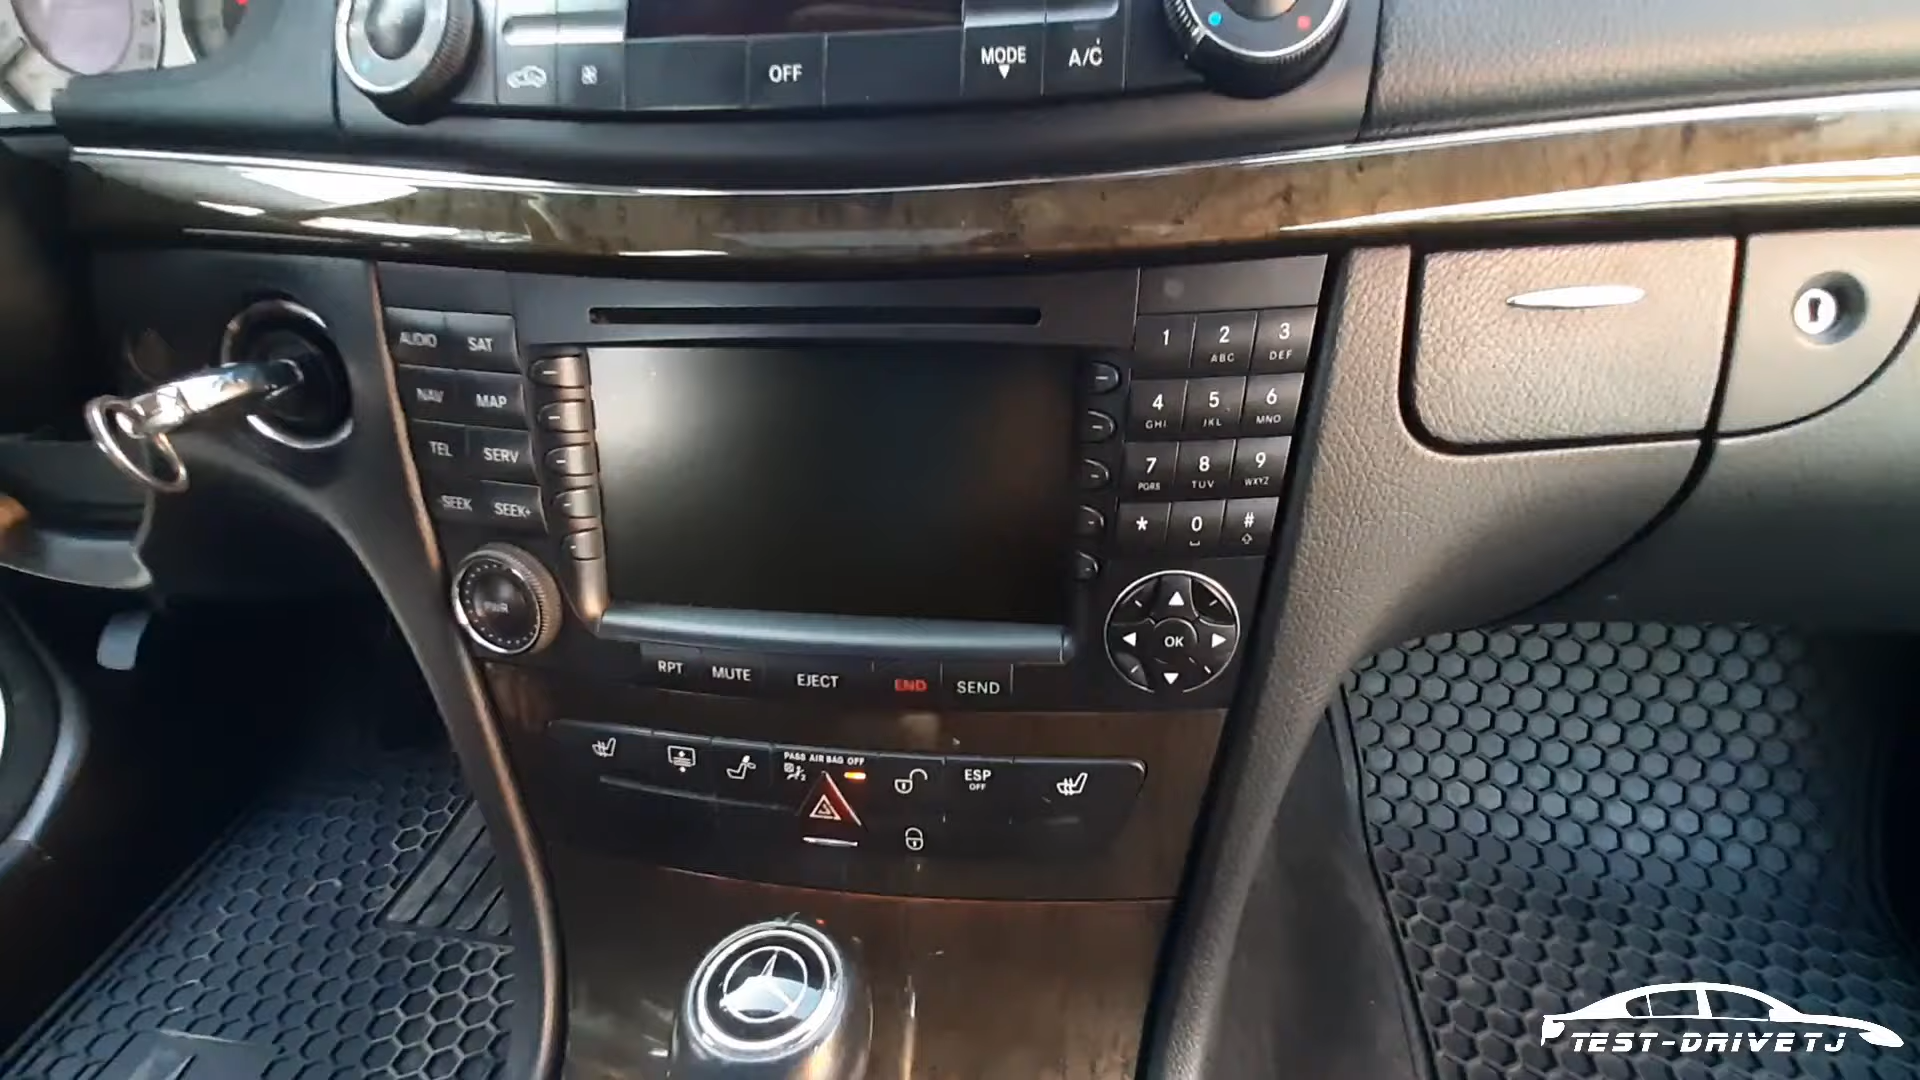 OFF
MODE
A/C
AUDIO
SAT
NAV
MAP
TEL
SERV
-SEEK
SEEK+
PWR
1
2
ABC
3
DEF
4
GHI
5
JKL
6
MNO
7
PQRS
8
TUV
9
WXYZ
*
0
#
OK
RPT
MUTE
EJECT
END
SEND
PASS AIR BAG OFF
ESP
OFF
TEST-DRIVETJ